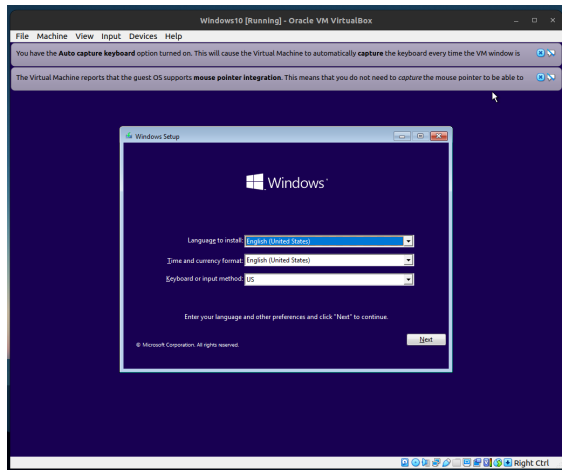 Windows10 [Running] - Oracle VM VirtualBox
File Machine View Input Devices Help
You have the Auto capture keyboard option turned on. This will cause the Virtual Machine to automatically capture the keyboard every time the VM window is
The Virtual Machine reports that the guest OS supports mouse pointer integration. This means that you do not need to capture the mouse pointer to be able to
Windows Setup
Windows
Language to install: English (United States)
Time and currency format: English (United States)
Keyboard or input method: US
Enter your language and other preferences and click "Next" to continue.
© Microsoft Corporation. All rights reserved.
Next
Right Ctrl